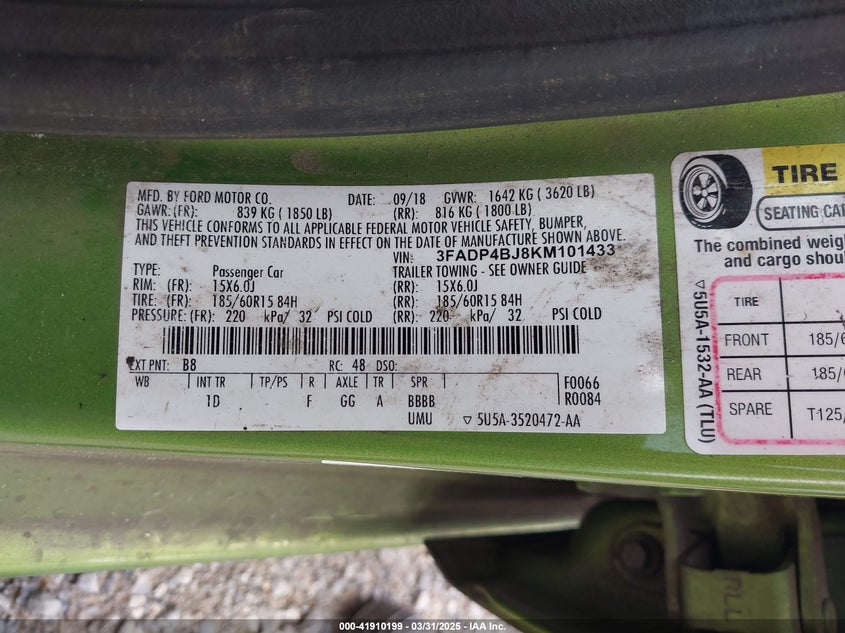 MFD. BY FORD MOTOR CO. DATE: 09/18 GVWR: 1642 KG ( 3620 LB)
GAWR: (FR): 839 KG ( 1850 LB) (RR): 816 KG ( 1800 LB)
THIS VEHICLE CONFORMS TO ALL APPLICABLE FEDERAL MOTOR VEHICLE SAFETY, BUMPER,
AND THEFT PREVENTION STANDARDS IN EFFECT ON THE DATE OF MANUFACTURE SHOWN ABOVE.
VIN: 3FADP4BJ8KM101433
TYPE: Passenger Car TRAILER TOWING - SEE OWNER GUIDE
RIM: (FR): 15X6.0J (RR): 15X6.0J
TIRE: (FR): 185/60R15 84H (RR): 185/60R15 84H
PRESSURE: (FR): 220 kPa/ 32 PSI COLD (RR): 220 kPa/ 32 PSI COLD
EXT PNT: B8 RC: 48 DSO:
WB INT TR TP/PS R AXLE TR SPR F0066
1D F GG A BBBB R0084
UMU ▽ 5U5A-3520472-AA
TIRE
SEATING CAP
The combined weigh
and cargo shou
TIRE
FRONT 185/6
REAR 185/6
SPARE T125/
▽5U5A-1532-AA (TLU)
RLL
000-41910199 — 03/31/2025 — IAA Inc.